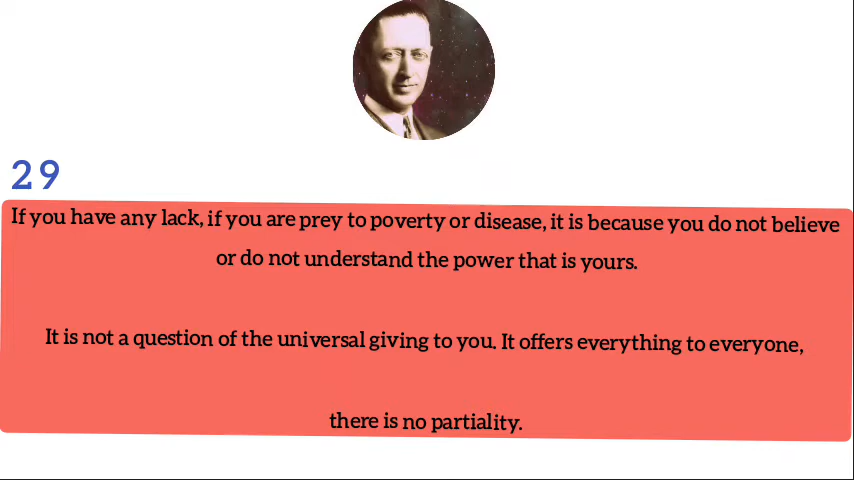 29
If you have any lack, if you are prey to poverty or disease, it is because you do not believe
or do not understand the power that is yours.
It is not a question of the universal giving to you. It offers everything to everyone,
there is no partiality.